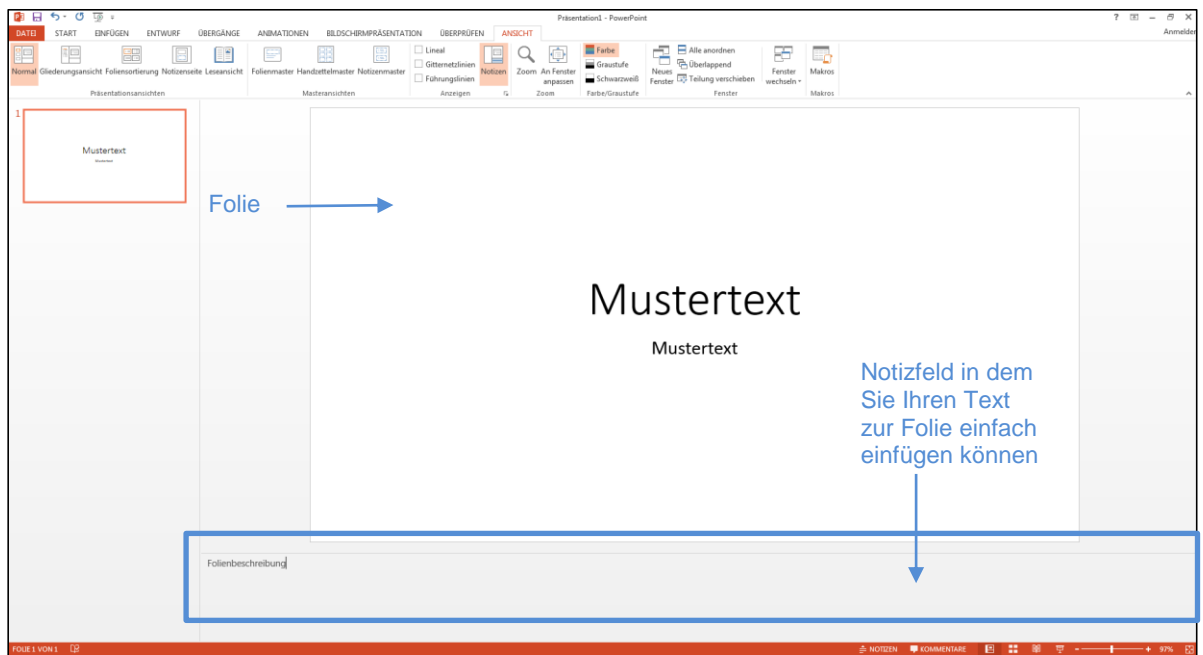 Präsentation1 - PowerPoint
Anmelden
DATEI START EINFÜGEN ENTWURF ÜBERGÄNGE ANIMATIONEN BILDSCHIRMPRÄSENTATION ÜBERPRÜFEN ANSICHT
Normal Gliederungsansicht Foliensortierung Notizenseite Leseansicht
Präsentationsansichten
Folienmaster Handzettelmaster Notizenmaster
Masteransichten
Lineal
Gitternetzlinien
Führungslinien
Notizen
Anzeigen
Zoom An Fenster
anpassen
Zoom
Farbe
Graustufe
Schwarzweiß
Farbe/Graustufe
Neues
Fenster
Alle anordnen
Überlappend
Teilung verschieben
Fenster
wechseln
Fenster
Makros
Makros
1
Mustertext
Mustertext
Folie
Mustertext
Mustertext
Notizfeld in dem
Sie Ihren Text
zur Folie einfach
einfügen können
Folienbeschreibung
FOLIE 1 VON 1
NOTIZEN KOMMENTARE 97%